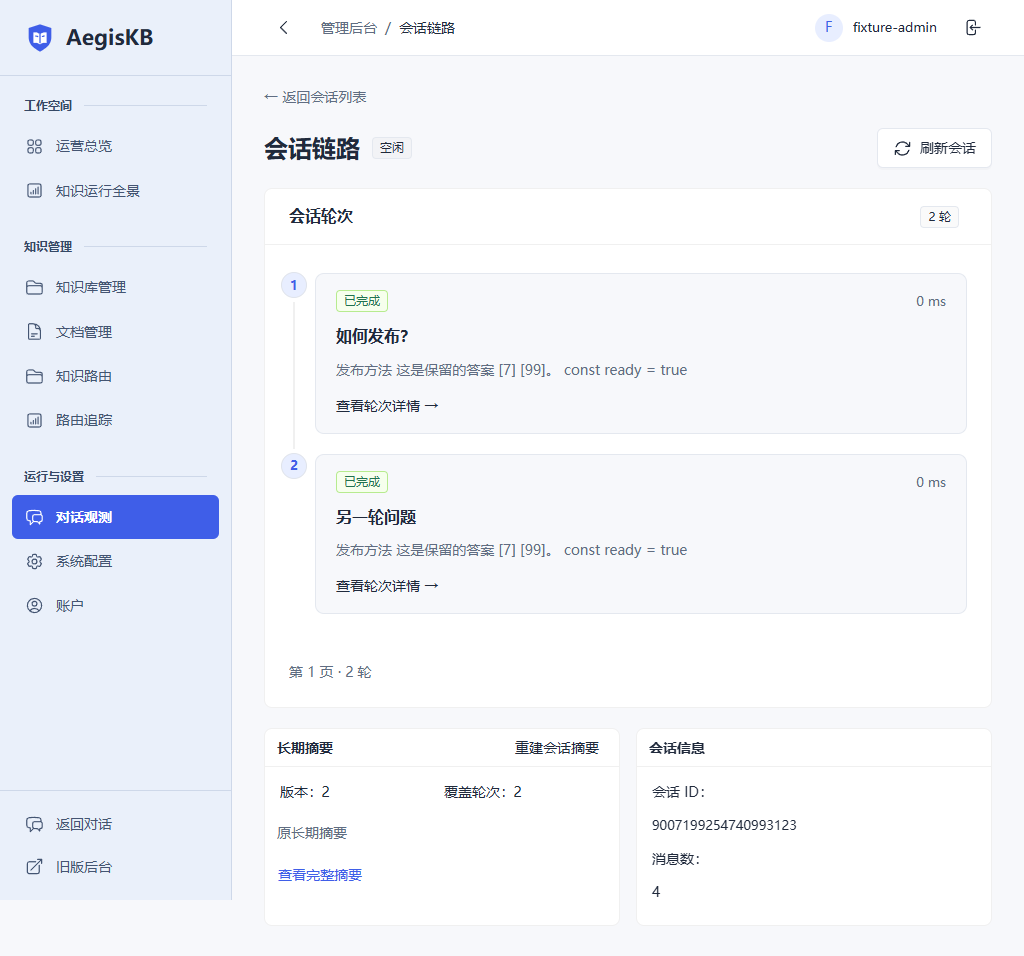 AegisKB
工作空间
运营总览
知识运行全景
知识管理
知识库管理
文档管理
知识路由
路由追踪
运行与设置
对话观测
系统配置
账户
返回对话
旧版后台
管理后台 / 会话链路
F fixture-admin
← 返回会话列表
会话链路 空闲
刷新会话
会话轮次
2 轮
1
已完成
0 ms
如何发布?
发布方法 这是保留的答案 [7] [99]。 const ready = true
查看轮次详情 →
2
已完成
0 ms
另一轮问题
发布方法 这是保留的答案 [7] [99]。 const ready = true
查看轮次详情 →
第 1 页 · 2 轮
长期摘要
重建会话摘要
版本：2
覆盖轮次：2
原长期摘要
查看完整摘要
会话信息
会话 ID：
9007199254740993123
消息数：
4